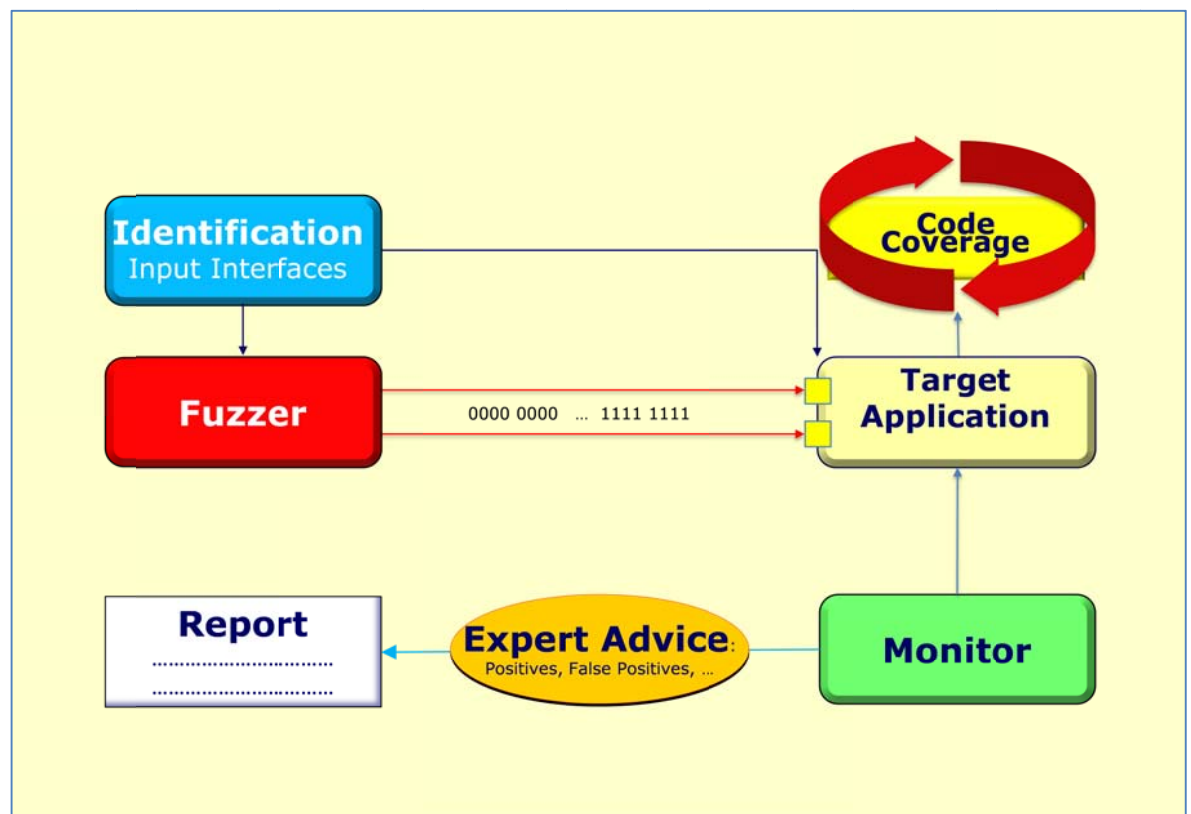 Identification
Input Interfaces
Code
Coverage
Fuzzer
0000 0000 … 1111 1111
Target
Application
Report
……………………………
……………………………
Expert Advice:
Positives, False Positives, …
Monitor